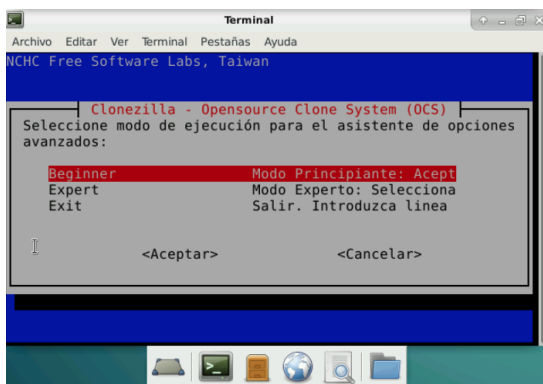 Terminal
Archivo Editar Ver Terminal Pestañas Ayuda
NCHC Free Software Labs, Taiwan
Clonezilla - Opensource Clone System (OCS)
Seleccione modo de ejecución para el asistente de opciones
avanzados:
Beginner Modo Principiante: Acept
Expert Modo Experto: Selecciona
Exit Salir. Introduzca linea
<Aceptar> <Cancelar>